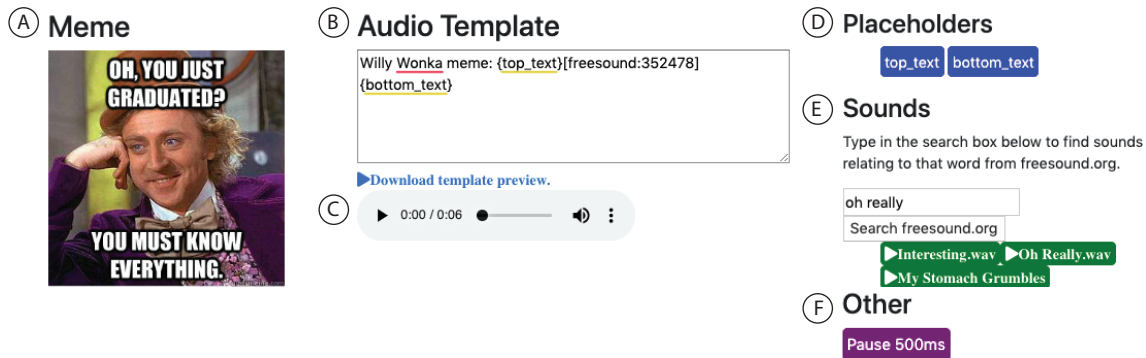 A Meme
OH, YOU JUST
GRADUATED?
YOU MUST KNOW
EVERYTHING.
B Audio Template
Willy Wonka meme: {top_text}[freesound:352478]
{bottom_text}
Download template preview.
C
0:00 / 0:06
D Placeholders
top_text bottom_text
E Sounds
Type in the search box below to find sounds
relating to that word from freesound.org.
oh really
Search freesound.org
Interesting.wav Oh Really.wav
My Stomach Grumbles
F Other
Pause 500ms